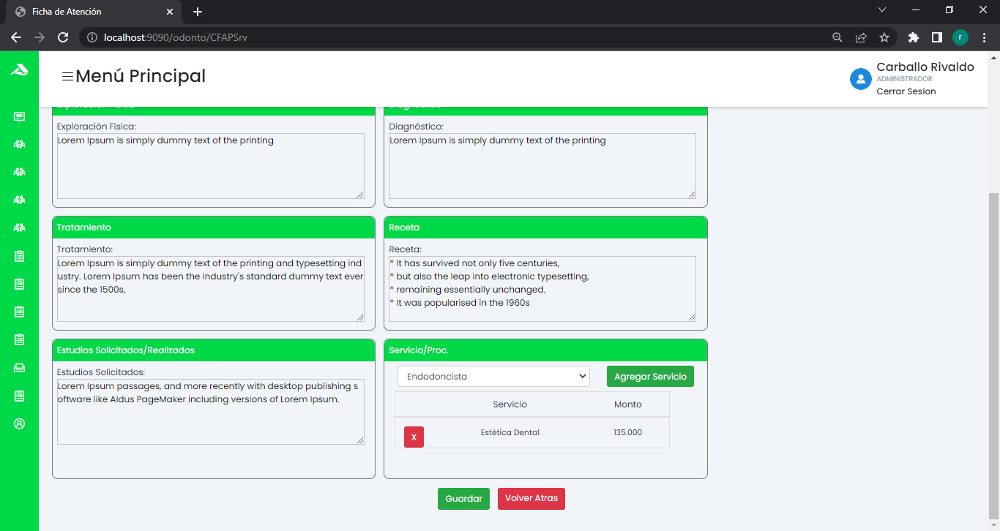 Ficha de Atención
localhost:9090/odonto/CFAPSrv
r
Menú Principal
Carballo Rivaldo
ADMINISTRADOR
Cerrar Sesion
Exploración Física:
Lorem Ipsum is simply dummy text of the printing
Diagnóstico:
Lorem Ipsum is simply dummy text of the printing
Tratamiento
Tratamiento:
Lorem Ipsum is simply dummy text of the printing and typesetting ind
ustry. Lorem Ipsum has been the industry's standard dummy text ever
since the 1500s,
Receta
Receta:
* It has survived not only five centuries,
* but also the leap into electronic typesetting,
* remaining essentially unchanged.
* It was popularised in the 1960s
Estudios Solicitados/Realizados
Estudios Solicitados:
Lorem Ipsum passages, and more recently with desktop publishing s
oftware like Aldus PageMaker including versions of Lorem Ipsum.
Servicio/Proc.
Endodoncista
Agregar Servicio
Servicio Monto
X Estética Dental 135.000
Guardar
Volver Atras